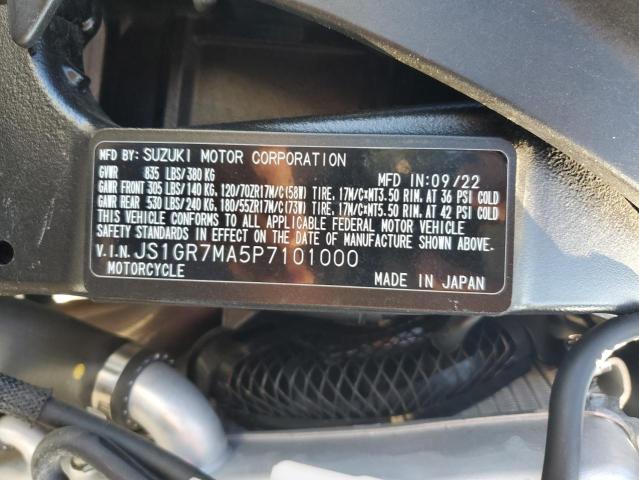 MFD BY: SUZUKI MOTOR CORPORATION
GVWR 835 LBS/380 KG MFD IN:09/22
GAWR FRONT 305 LBS/140 KG, 120/70ZR17M/C(58W) TIRE, 17M/C×MT3.50 RIM, AT 36 PSI COLD
GAWR REAR 530 LBS/240 KG, 180/55ZR17M/C(73W) TIRE, 17M/C×MT5.50 RIM, AT 42 PSI COLD
THIS VEHICLE CONFORMS TO ALL APPLICABLE FEDERAL MOTOR VEHICLE
SAFETY STANDARDS IN EFFECT ON THE DATE OF MANUFACTURE SHOWN ABOVE.
V.I.N. JS1GR7MA5P7101000
MOTORCYCLE MADE IN JAPAN